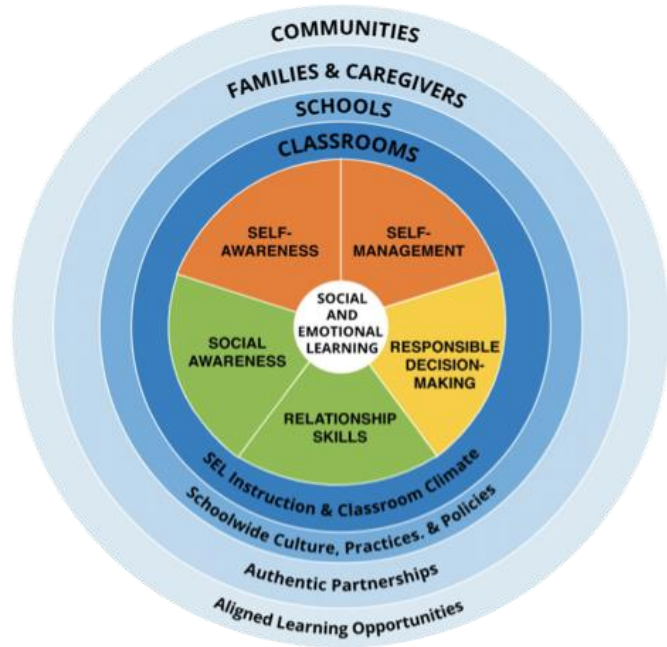 COMMUNITIES
FAMILIES & CAREGIVERS
SCHOOLS
CLASSROOMS
SELF-
AWARENESS
SELF-
MANAGEMENT
SOCIAL
AND
EMOTIONAL
LEARNING
SOCIAL
AWARENESS
RESPONSIBLE
DECISION-
MAKING
RELATIONSHIP
SKILLS
SEL Instruction & Classroom Climate
Schoolwide Culture, Practices. & Policies
Authentic Partnerships
Aligned Learning Opportunities